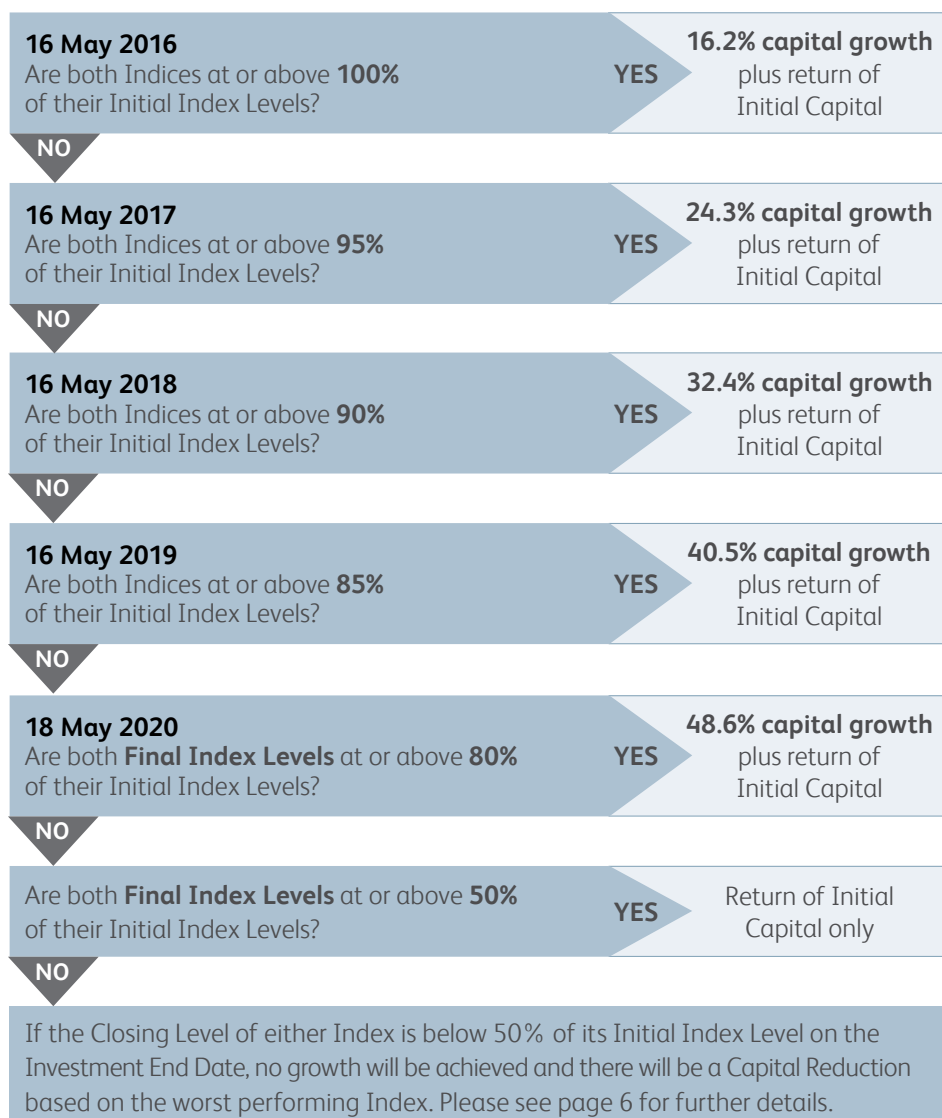 16 May 2016
Are both Indices at or above 100%
of their Initial Index Levels?
YES
16.2% capital growth
plus return of
Initial Capital
NO
16 May 2017
Are both Indices at or above 95%
of their Initial Index Levels?
YES
24.3% capital growth
plus return of
Initial Capital
NO
16 May 2018
Are both Indices at or above 90%
of their Initial Index Levels?
YES
32.4% capital growth
plus return of
Initial Capital
NO
16 May 2019
Are both Indices at or above 85%
of their Initial Index Levels?
YES
40.5% capital growth
plus return of
Initial Capital
NO
18 May 2020
Are both Final Index Levels at or above 80%
of their Initial Index Levels?
YES
48.6% capital growth
plus return of
Initial Capital
NO
Are both Final Index Levels at or above 50%
of their Initial Index Levels?
YES
Return of Initial
Capital only
NO
If the Closing Level of either Index is below 50% of its Initial Index Level on the
Investment End Date, no growth will be achieved and there will be a Capital Reduction
based on the worst performing Index. Please see page 6 for further details.